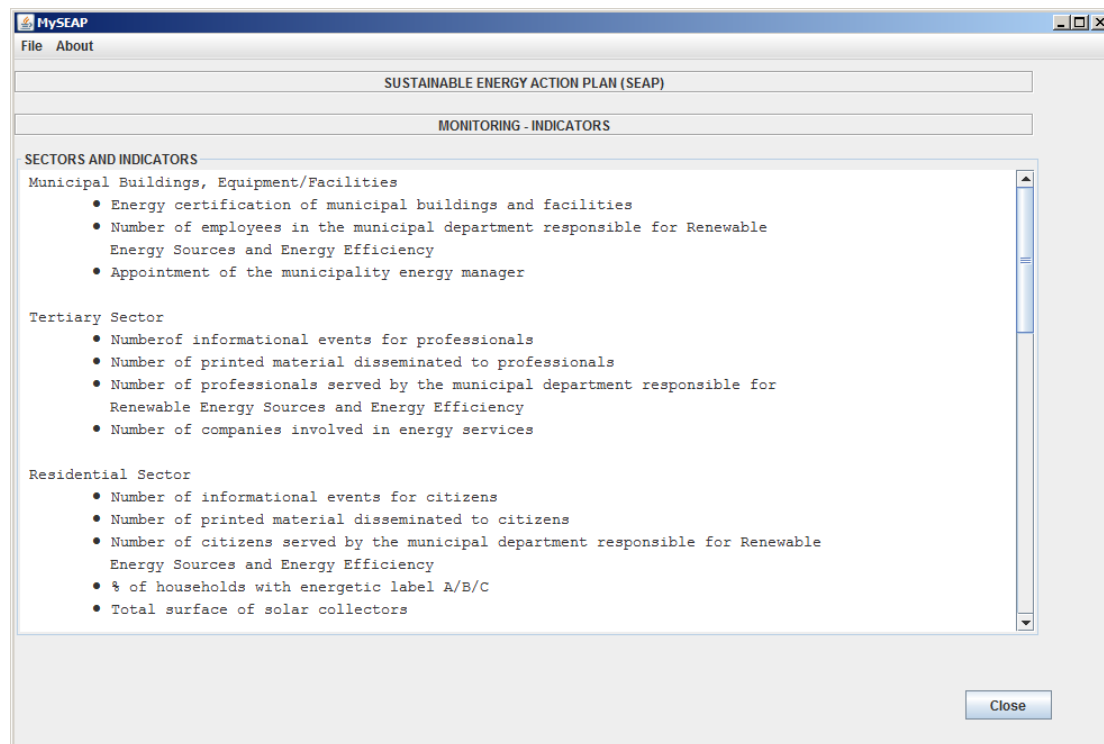 MySEAP
File About
SUSTAINABLE ENERGY ACTION PLAN (SEAP)
MONITORING - INDICATORS
SECTORS AND INDICATORS
Municipal Buildings, Equipment/Facilities
● Energy certification of municipal buildings and facilities
● Number of employees in the municipal department responsible for Renewable
Energy Sources and Energy Efficiency
● Appointment of the municipality energy manager
Tertiary Sector
● Numberof informational events for professionals
● Number of printed material disseminated to professionals
● Number of professionals served by the municipal department responsible for
Renewable Energy Sources and Energy Efficiency
● Number of companies involved in energy services
Residential Sector
● Number of informational events for citizens
● Number of printed material disseminated to citizens
● Number of citizens served by the municipal department responsible for Renewable
Energy Sources and Energy Efficiency
● % of households with energetic label A/B/C
● Total surface of solar collectors
Close